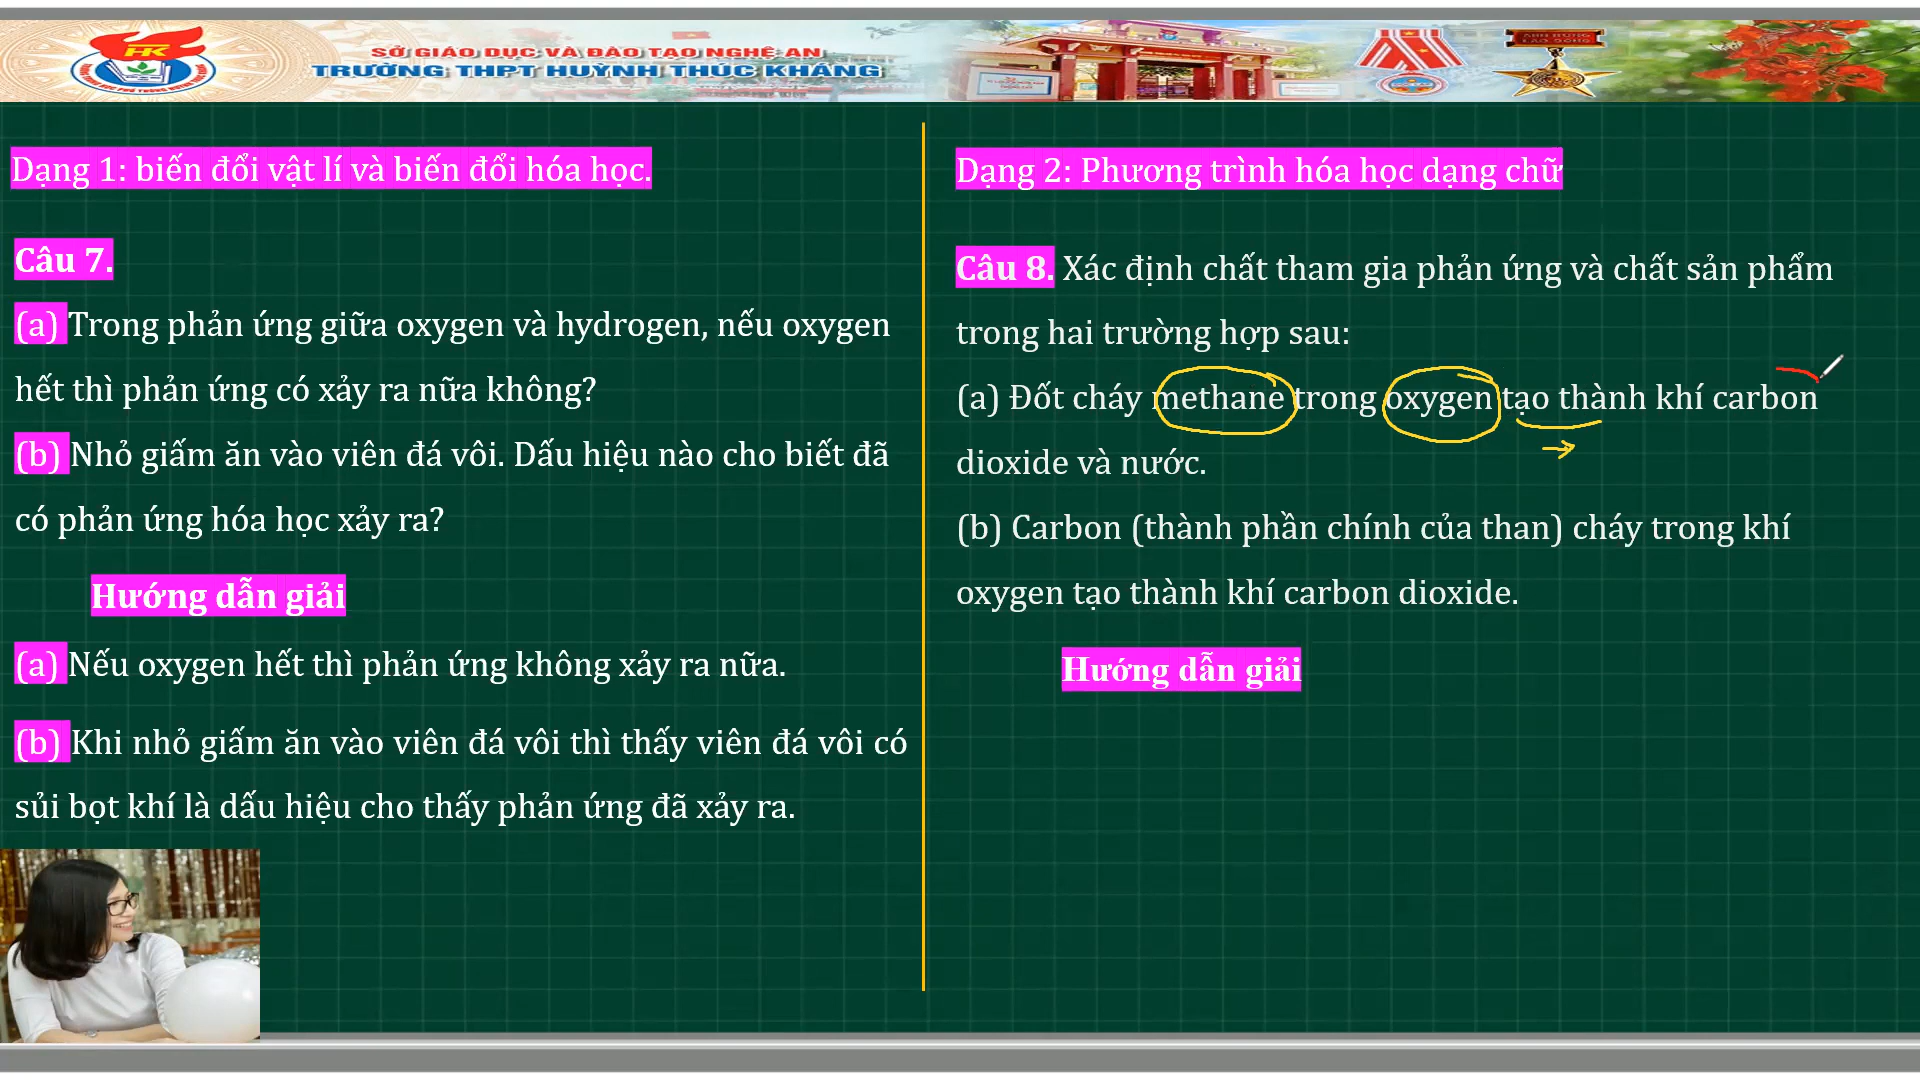 HK
SỞ GIÁO DỤC VÀ ĐÀO TẠO NGHỆ AN
TRƯỜNG THPT HUỲNH THÚC KHÁNG
Dạng 1: biến đổi vật lí và biến đổi hóa học.
Câu 7.
(a) Trong phản ứng giữa oxygen và hydrogen, nếu oxygen
hết thì phản ứng có xảy ra nữa không?
(b) Nhỏ giấm ăn vào viên đá vôi. Dấu hiệu nào cho biết đã
có phản ứng hóa học xảy ra?
Hướng dẫn giải
(a) Nếu oxygen hết thì phản ứng không xảy ra nữa.
(b) Khi nhỏ giấm ăn vào viên đá vôi thì thấy viên đá vôi có
sủi bọt khí là dấu hiệu cho thấy phản ứng đã xảy ra.
Dạng 2: Phương trình hóa học dạng chữ
Câu 8. Xác định chất tham gia phản ứng và chất sản phẩm
trong hai trường hợp sau:
(a) Đốt cháy methane trong oxygen tạo thành khí carbon
dioxide và nước.
(b) Carbon (thành phần chính của than) cháy trong khí
oxygen tạo thành khí carbon dioxide.
Hướng dẫn giải